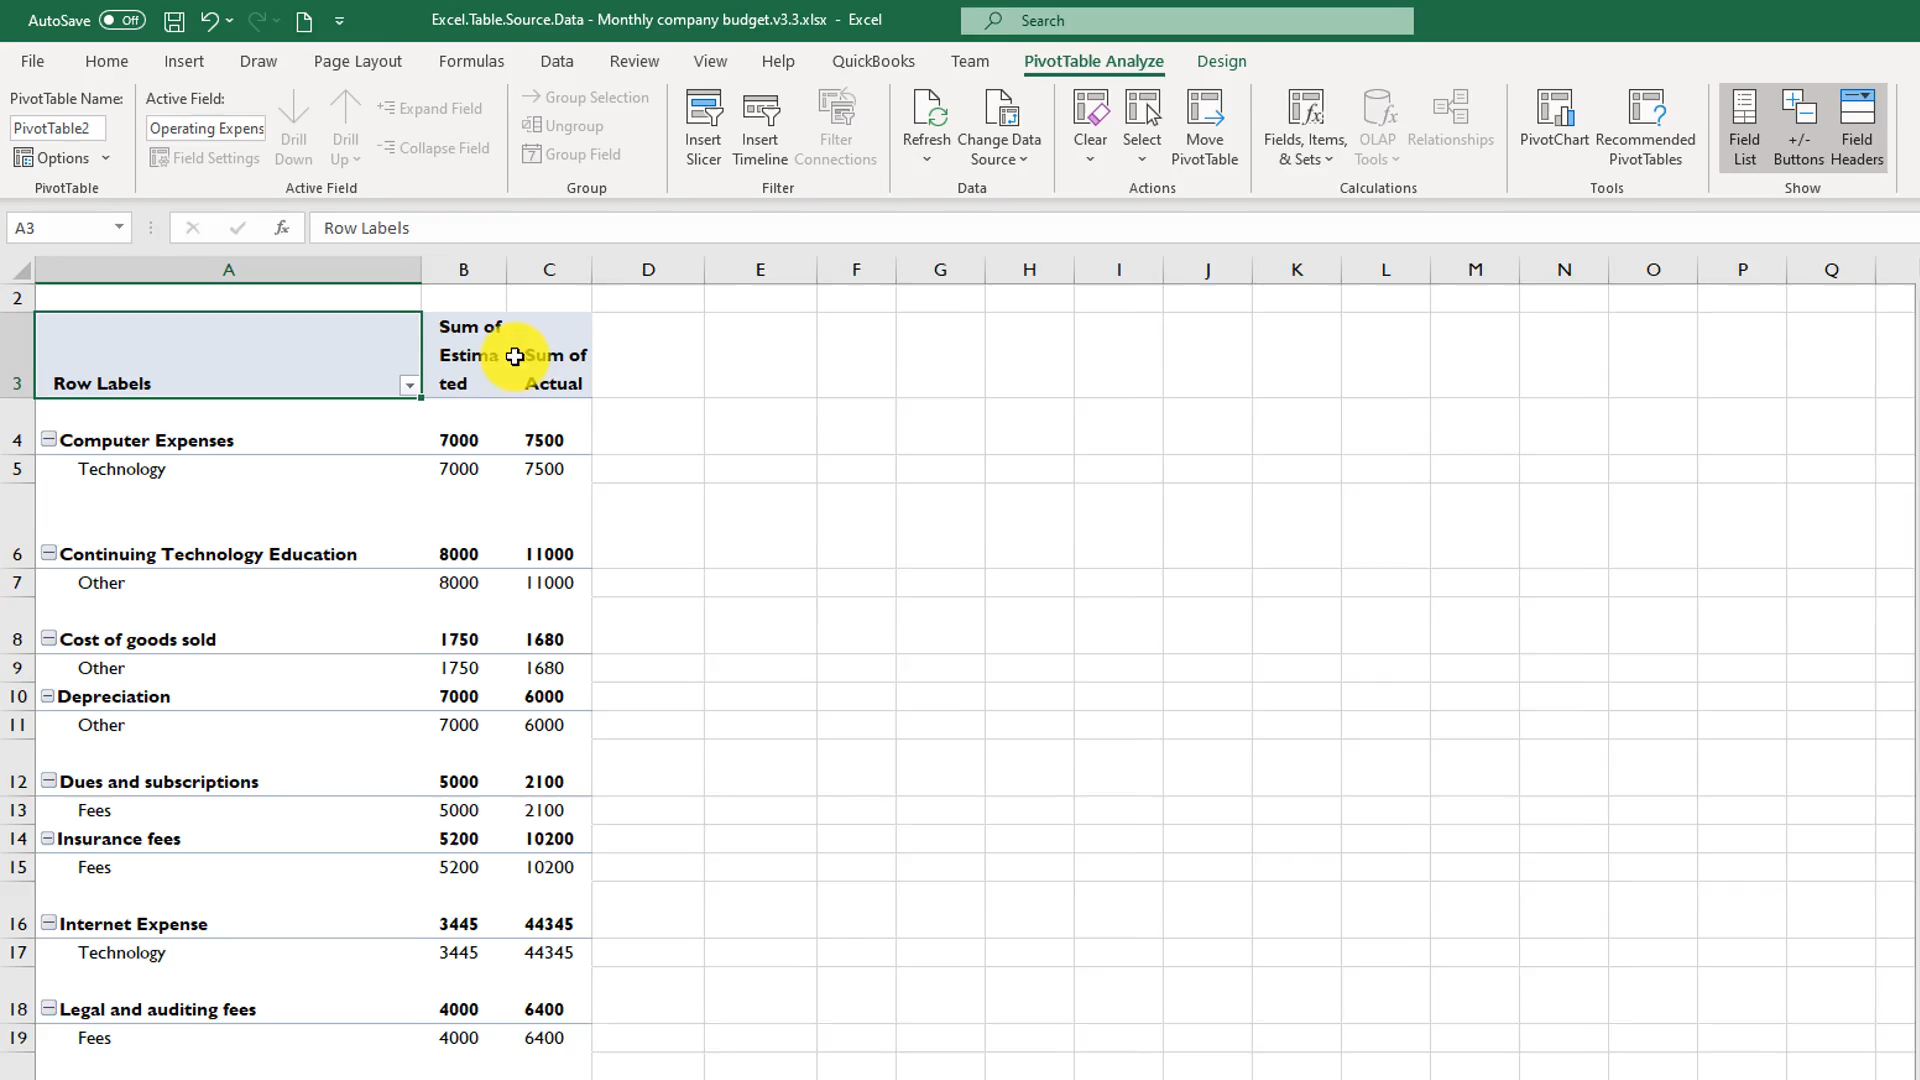 AutoSave Off Excel.Table.Source.Data - Monthly company budget.v3.3.xlsx - Excel Search
File Home Insert Draw Page Layout Formulas Data Review View Help QuickBooks Team PivotTable Analyze Design
PivotTable Name:
PivotTable2
Options
PivotTable
Active Field:
Operating Expens
Field Settings
Drill
Down
Drill
Up
Expand Field
Collapse Field
Active Field
Group Selection
Ungroup
Group Field
Group
Insert
Slicer
Insert
Timeline
Filter
Connections
Filter
Refresh
Change Data
Source
Data
Clear
Select
Move
PivotTable
Actions
Fields, Items,
& Sets
OLAP
Tools
Relationships
Calculations
PivotChart
Recommended
PivotTables
Tools
Field
List
+/-
Buttons
Field
Headers
Show
A3 fx Row Labels
A B C D E F G H I J K L M N O P Q
2
Sum of
Estima Sum of
3 Row Labels ted Actual
4 Computer Expenses 7000 7500
5 Technology 7000 7500
6 Continuing Technology Education 8000 11000
7 Other 8000 11000
8 Cost of goods sold 1750 1680
9 Other 1750 1680
10 Depreciation 7000 6000
11 Other 7000 6000
12 Dues and subscriptions 5000 2100
13 Fees 5000 2100
14 Insurance fees 5200 10200
15 Fees 5200 10200
16 Internet Expense 3445 44345
17 Technology 3445 44345
18 Legal and auditing fees 4000 6400
19 Fees 4000 6400